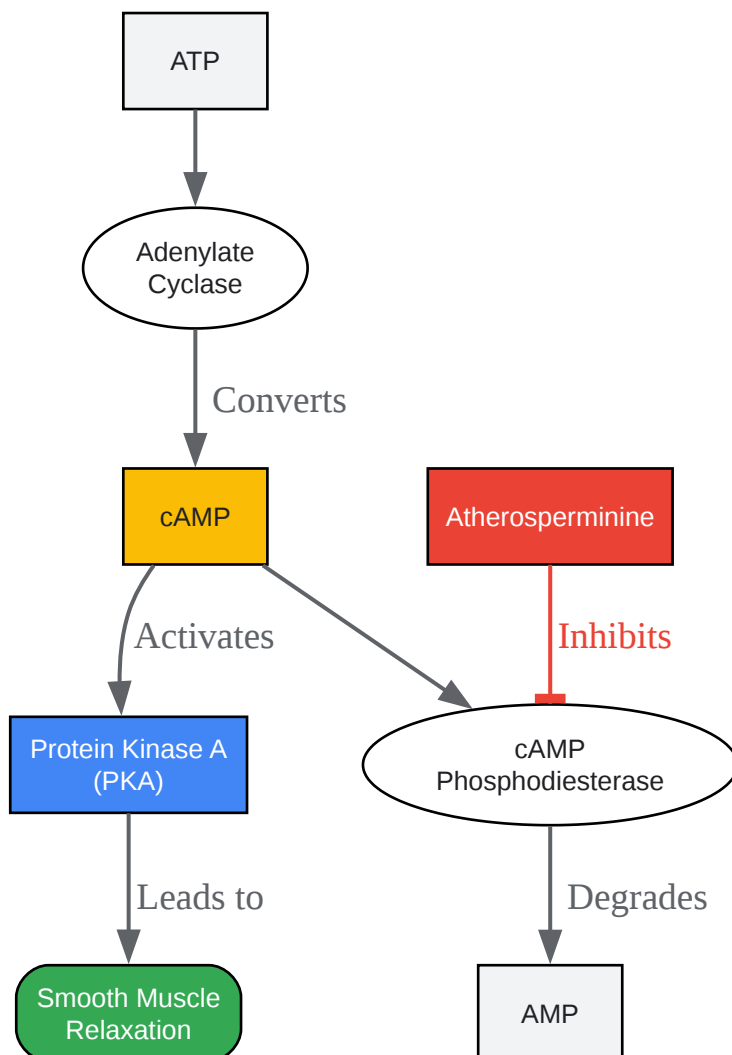 ATP
Adenylate
Cyclase
Converts
cAMP
Atherosperminine
Activates
Inhibits
Protein Kinase A
(PKA)
cAMP
Phosphodiesterase
Leads to
Degrades
Smooth Muscle
Relaxation
AMP